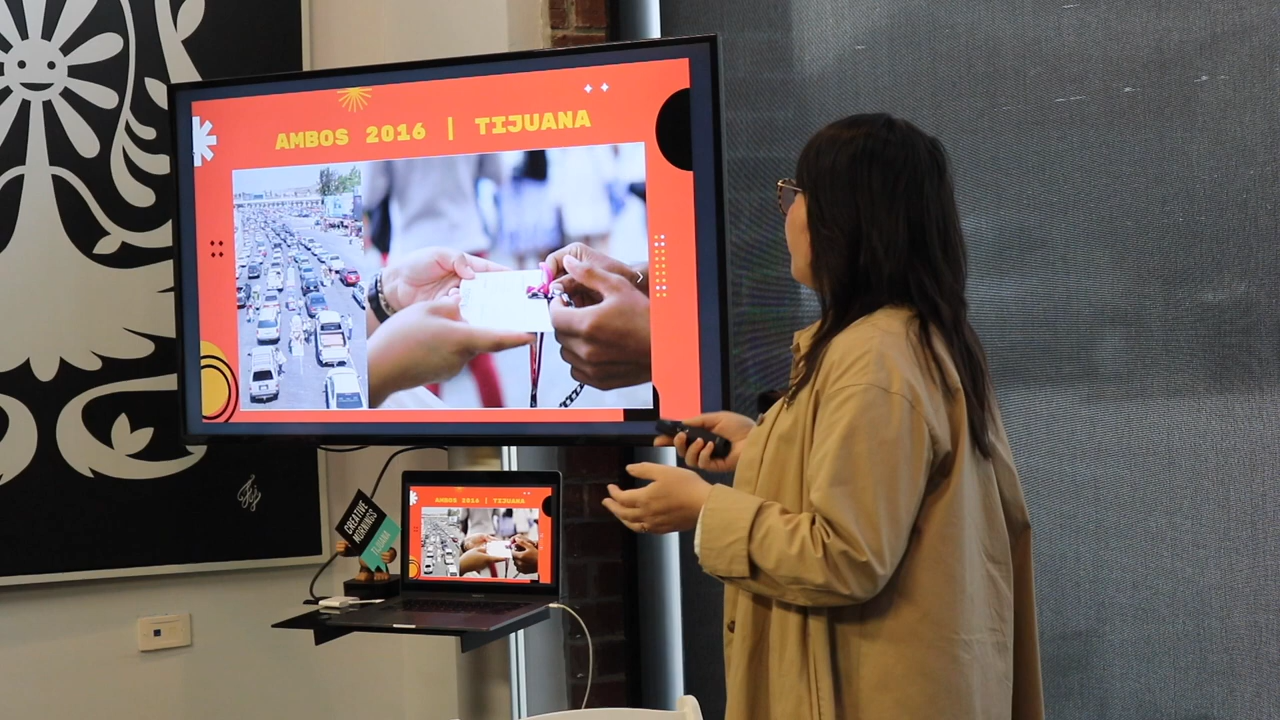 AMBOS 2016 | TIJUANA
CREATIVE
MORNINGS
TIJUANA
AMBOS 2016 | TIJUANA